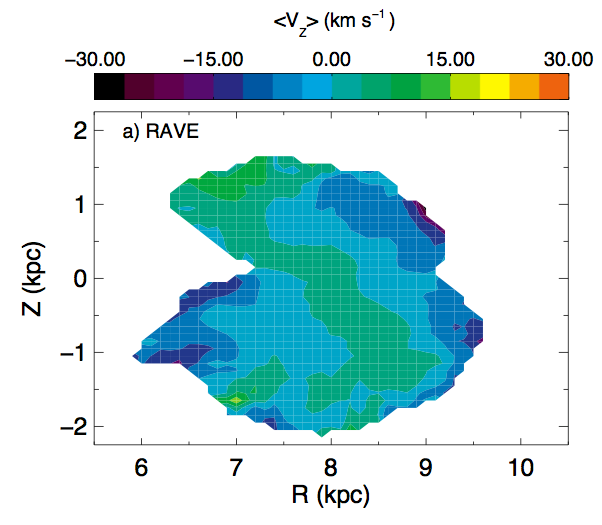 <V_Z> (km s⁻¹)
−30.00 −15.00 0.00 15.00 30.00
a) RAVE
2
1
0
−1
−2
Z (kpc)
6 7 8 9 10
R (kpc)